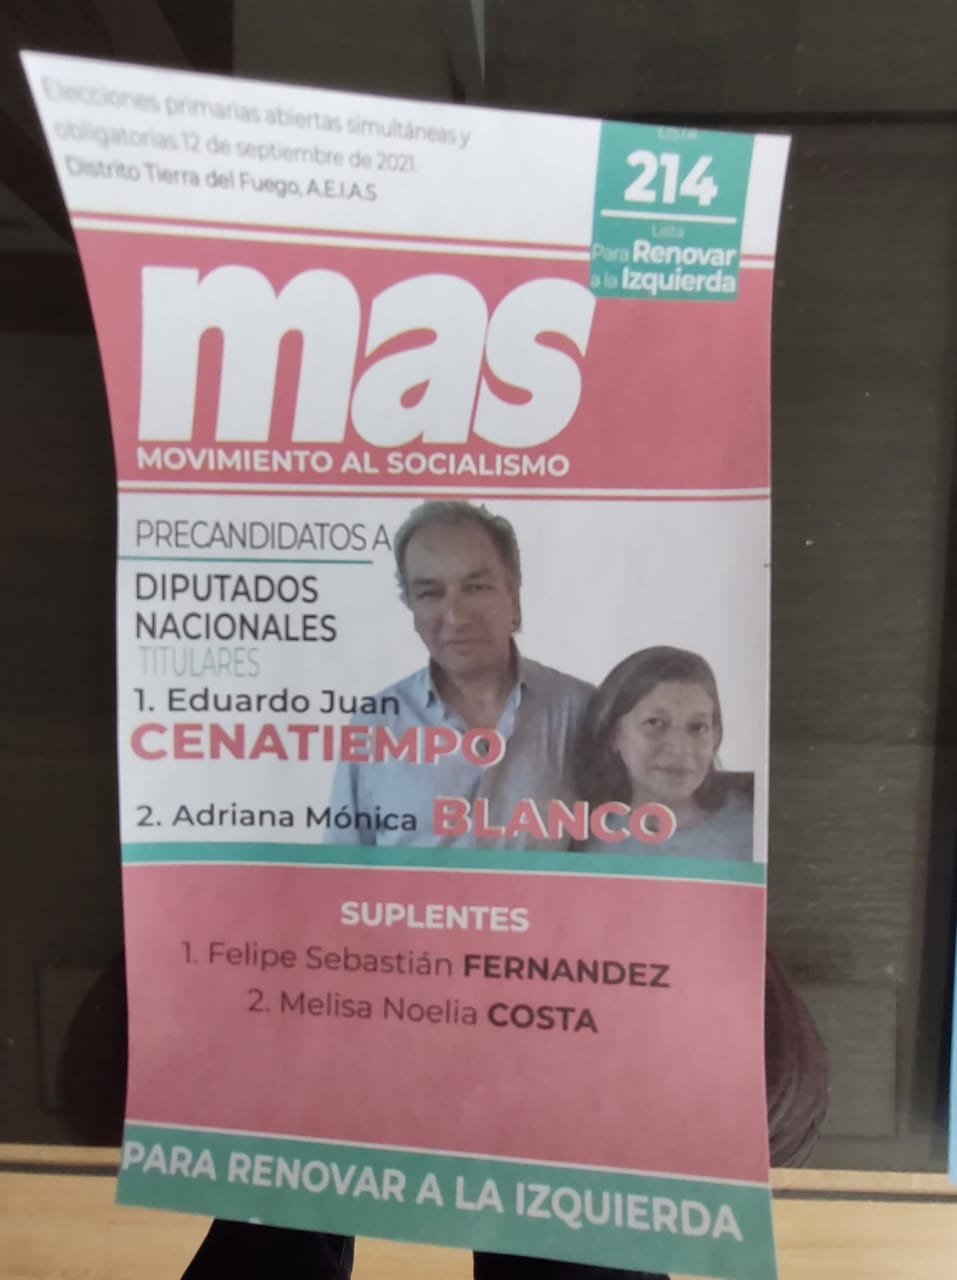 Elecciones primarias abiertas simultáneas y
obligatorias 12 de septiembre de 2021.
Distrito Tierra del Fuego, A.E.I.A.S
LISTA
214
Lista
Para Renovar
a la Izquierda
mas
MOVIMIENTO AL SOCIALISMO
PRECANDIDATOS A
DIPUTADOS
NACIONALES
TITULARES
1. Eduardo Juan
CENATIEMPO
2. Adriana Mónica BLANCO
SUPLENTES
1. Felipe Sebastián FERNANDEZ
2. Melisa Noelia COSTA
PARA RENOVAR A LA IZQUIERDA